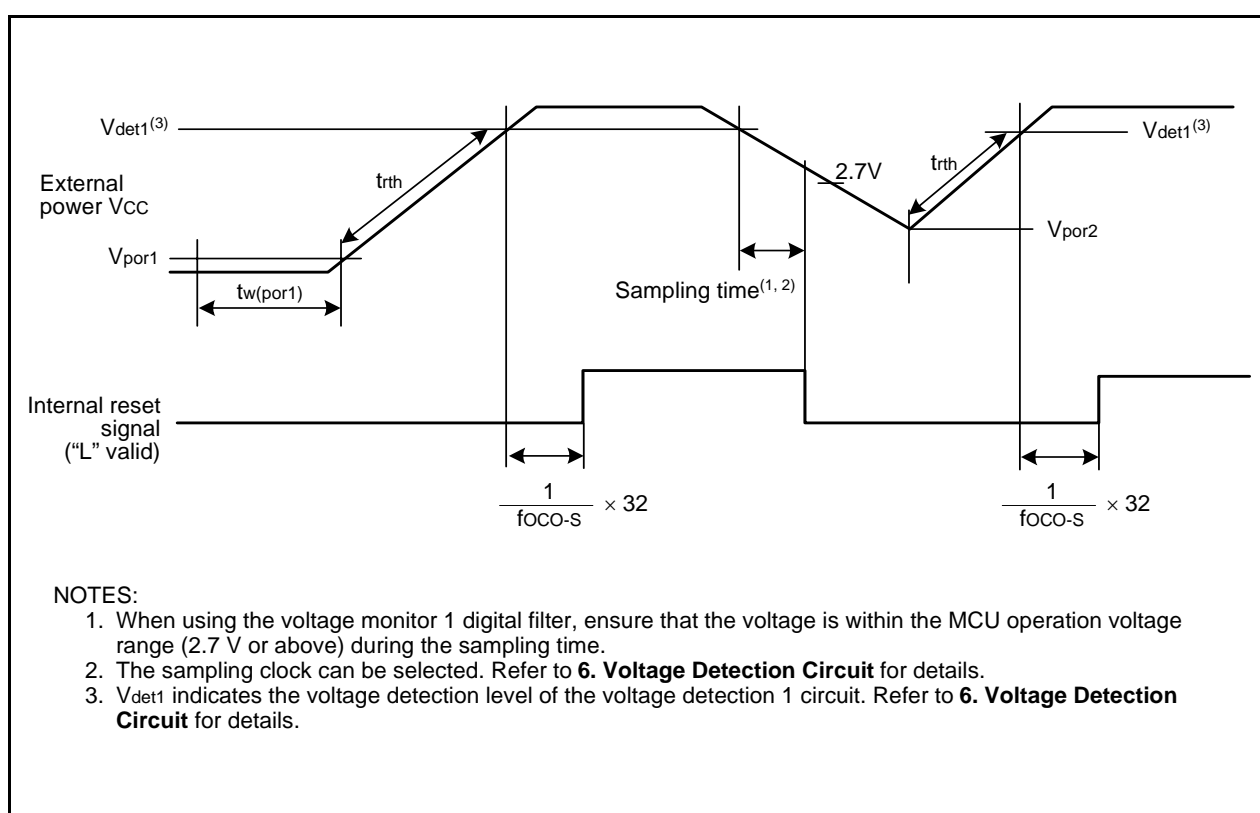 Vdet1(3)
Vdet1(3)
trth
trth
2.7V
External
power VCC
Vpor1
Vpor2
tw(por1)
Sampling time(1, 2)
Internal reset
signal
(“L” valid)
1
fOCO-S
× 32
1
fOCO-S
× 32
NOTES:
1. When using the voltage monitor 1 digital filter, ensure that the voltage is within the MCU operation voltage
range (2.7 V or above) during the sampling time.
2. The sampling clock can be selected. Refer to 6. Voltage Detection Circuit for details.
3. Vdet1 indicates the voltage detection level of the voltage detection 1 circuit. Refer to 6. Voltage Detection
Circuit for details.